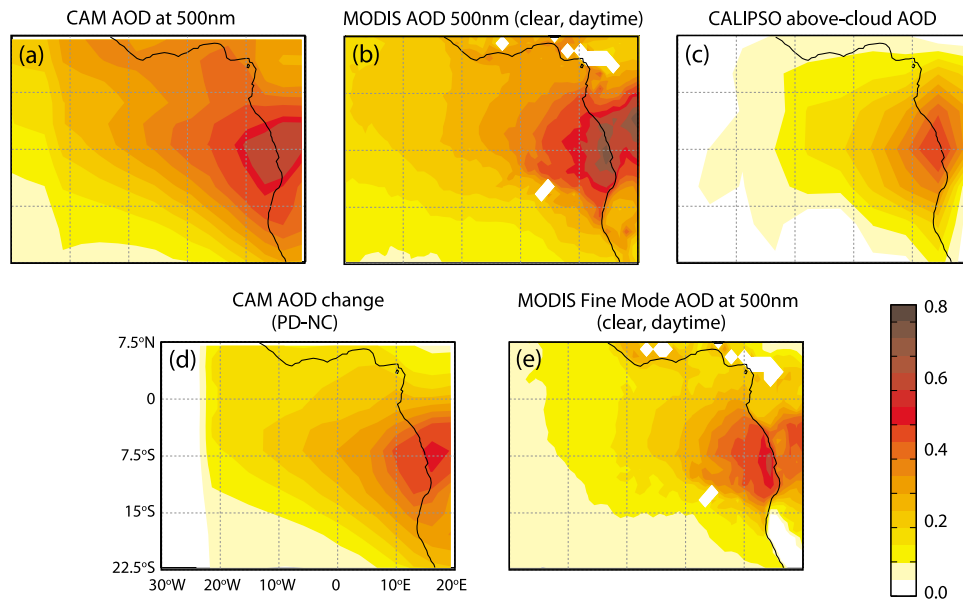 CAM AOD at 500nm
MODIS AOD 500nm (clear, daytime)
CALIPSO above-cloud AOD
(a)
(b)
(c)
CAM AOD change
(PD-NC)
MODIS Fine Mode AOD at 500nm
(clear, daytime)
(d)
(e)
7.5°N
0
7.5°S
15°S
22.5°S
30°W
20°W
10°W
0
10°E
20°E
0.8
0.6
0.4
0.2
0.0